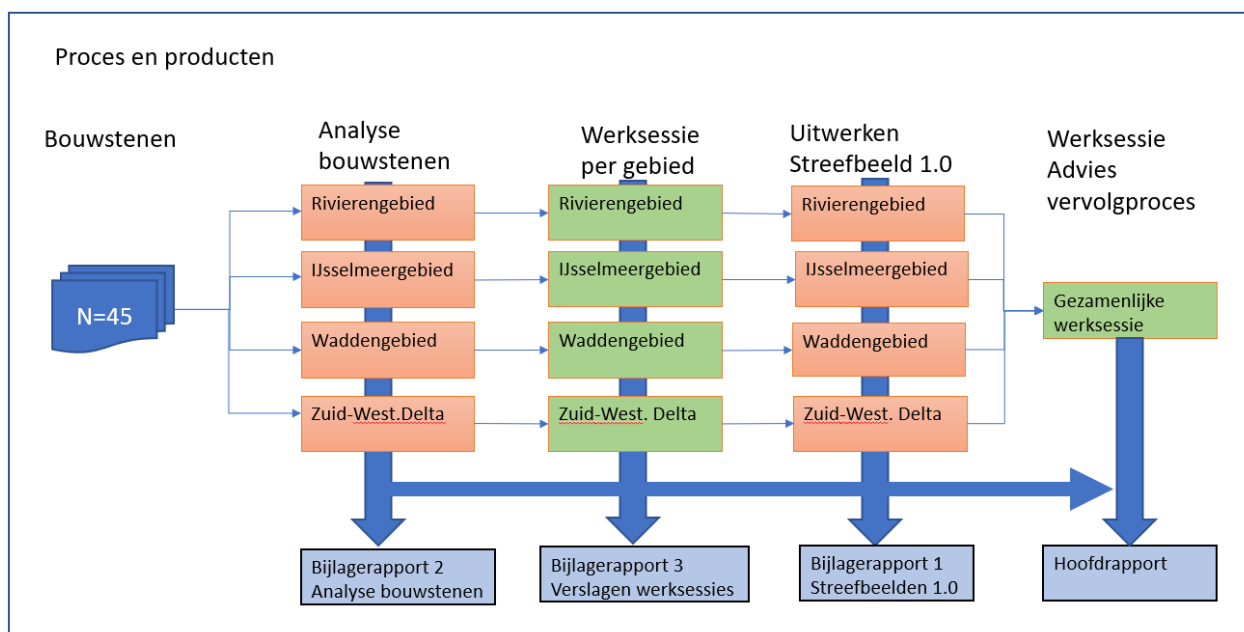 Proces en producten
Bouwstenen
Analyse
bouwstenen
Werksessie
per gebied
Uitwerken
Streefbeeld 1.0
Werksessie
Advies
vervolgproces
N=45
Rivierengebied
Rivierengebied
Rivierengebied
IJsselmeergebied
IJsselmeergebied
IJsselmeergebied
Waddengebied
Waddengebied
Waddengebied
Zuid-West.Delta
Zuid-West. Delta
Zuid-West. Delta
Gezamenlijke
werksessie
Bijlagerapport 2
Analyse bouwstenen
Bijlagerapport 3
Verslagen werksessies
Bijlagerapport 1
Streefbeelden 1.0
Hoofdrapport